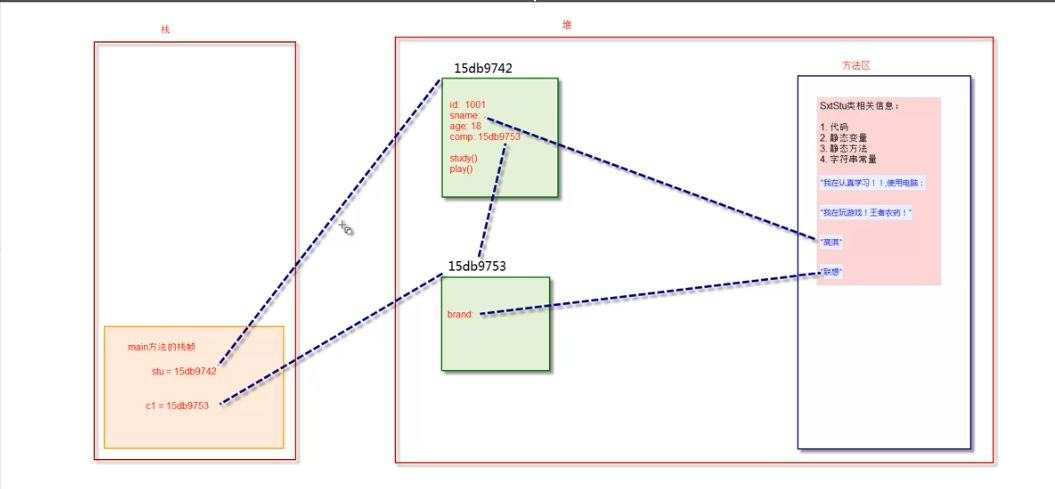 栈
堆
15db9742
id: 1001
sname:
age: 18
comp: 15db9753
study()
play()
方法区
SxtStu类相关信息：
1. 代码
2. 静态变量
3. 静态方法
4. 字符串常量
"我在认真学习！！,使用电脑：
"我在玩游戏！王者农药！"
"高淇"
"联想"
15db9753
brand:
main方法的栈帧
stu = 15db9742
c1 = 15db9753